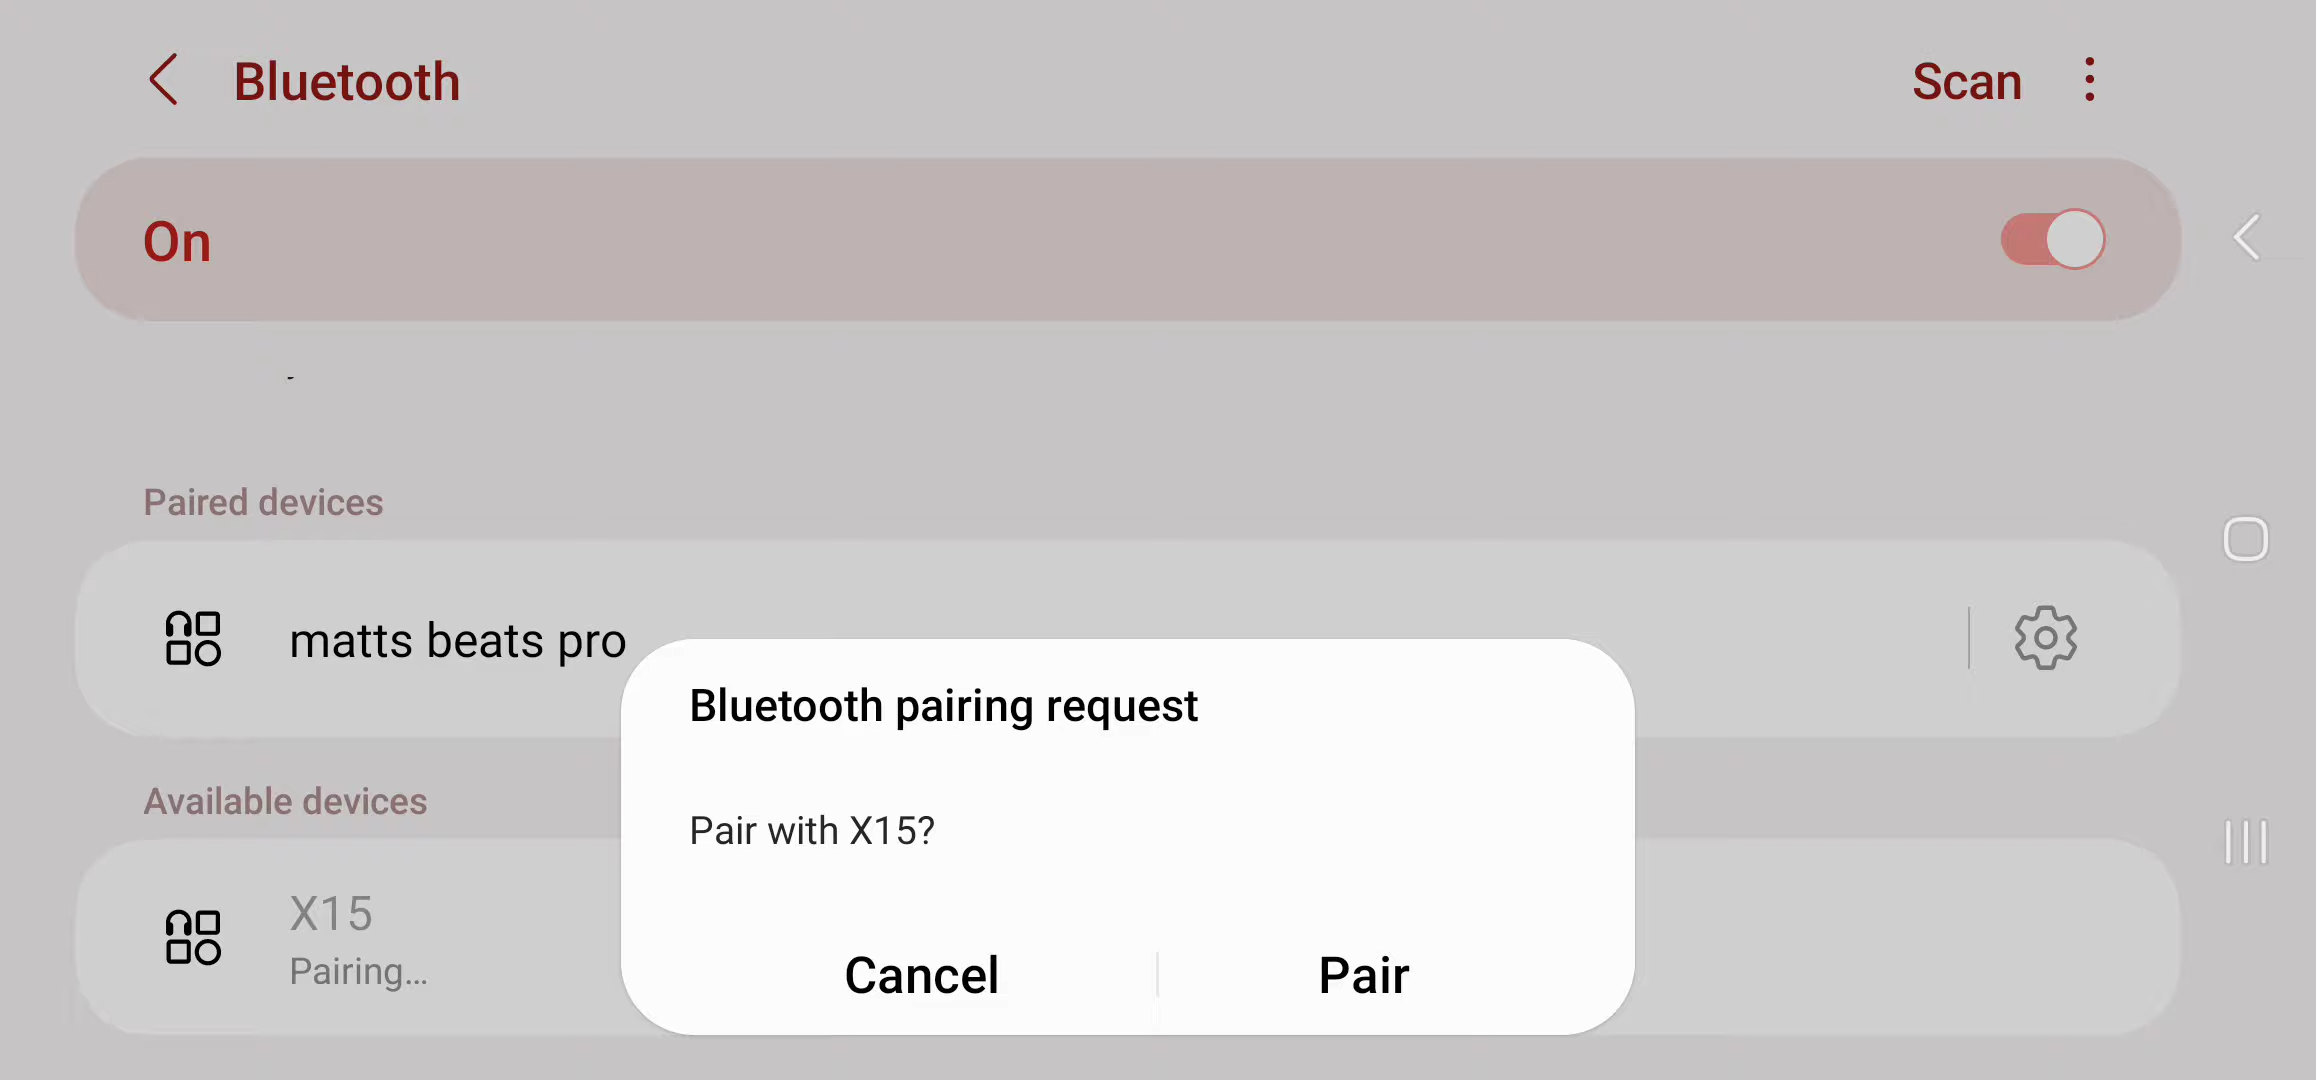 Bluetooth
Scan
On
Paired devices
matts beats pro
Bluetooth pairing request
Available devices
Pair with X15?
X15
Pairing...
Cancel
Pair